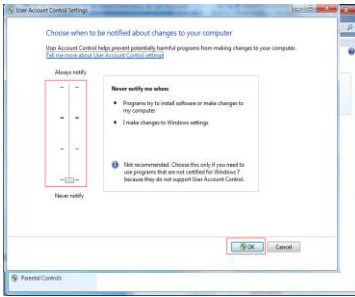 User Account Control Settings
Choose when to be notified about changes to your computer
User Account Control helps prevent potentially harmful programs from making changes to your computer.
Tell me more about User Account Control settings
Always notify
Never notify me when:
Programs try to install software or make changes to
my computer
I make changes to Windows settings
Not recommended. Choose this only if you need to
use programs that are not certified for Windows 7
because they do not support User Account Control.
Never notify
OK
Cancel
Parental Controls